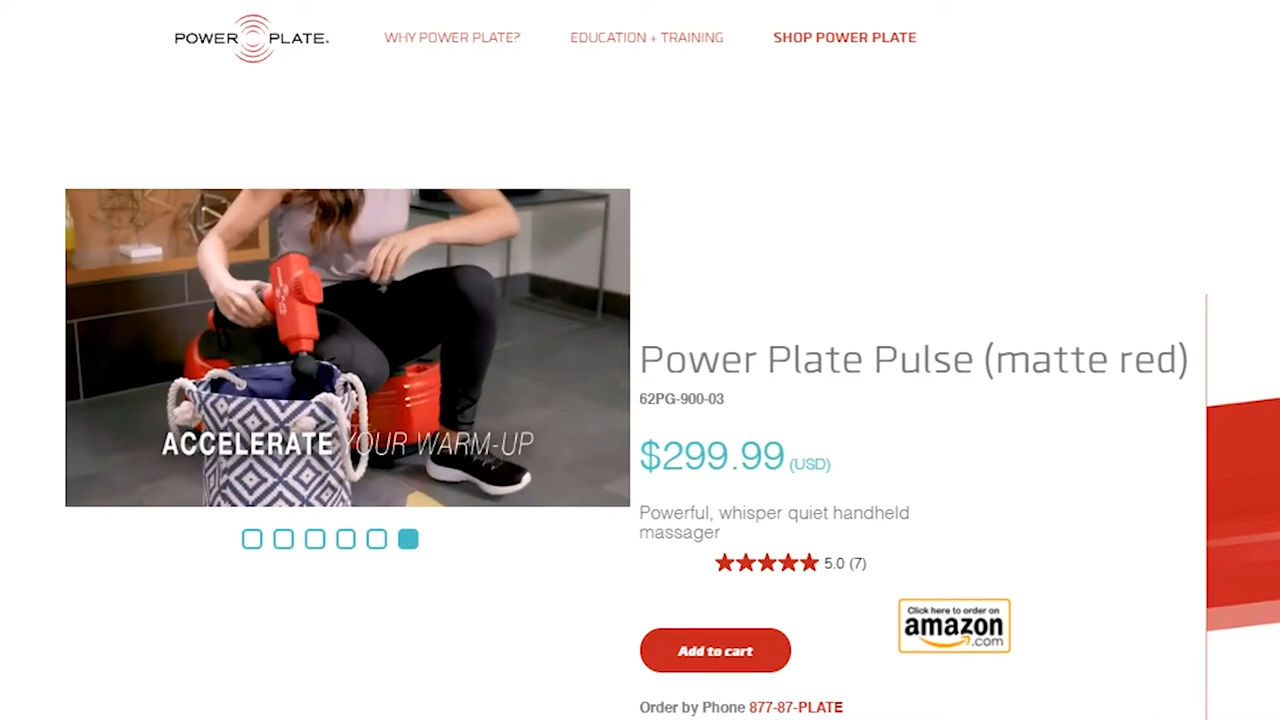 POWER PLATE.
WHY POWER PLATE?
EDUCATION + TRAINING
SHOP POWER PLATE
ACCELERATE YOUR WARM-UP
Power Plate Pulse (matte red)
62PG-900-03
$299.99 (USD)
Powerful, whisper quiet handheld
massager
5.0 (7)
Click here to order on
amazon
.com
Add to cart
Order by Phone 877-87-PLATE